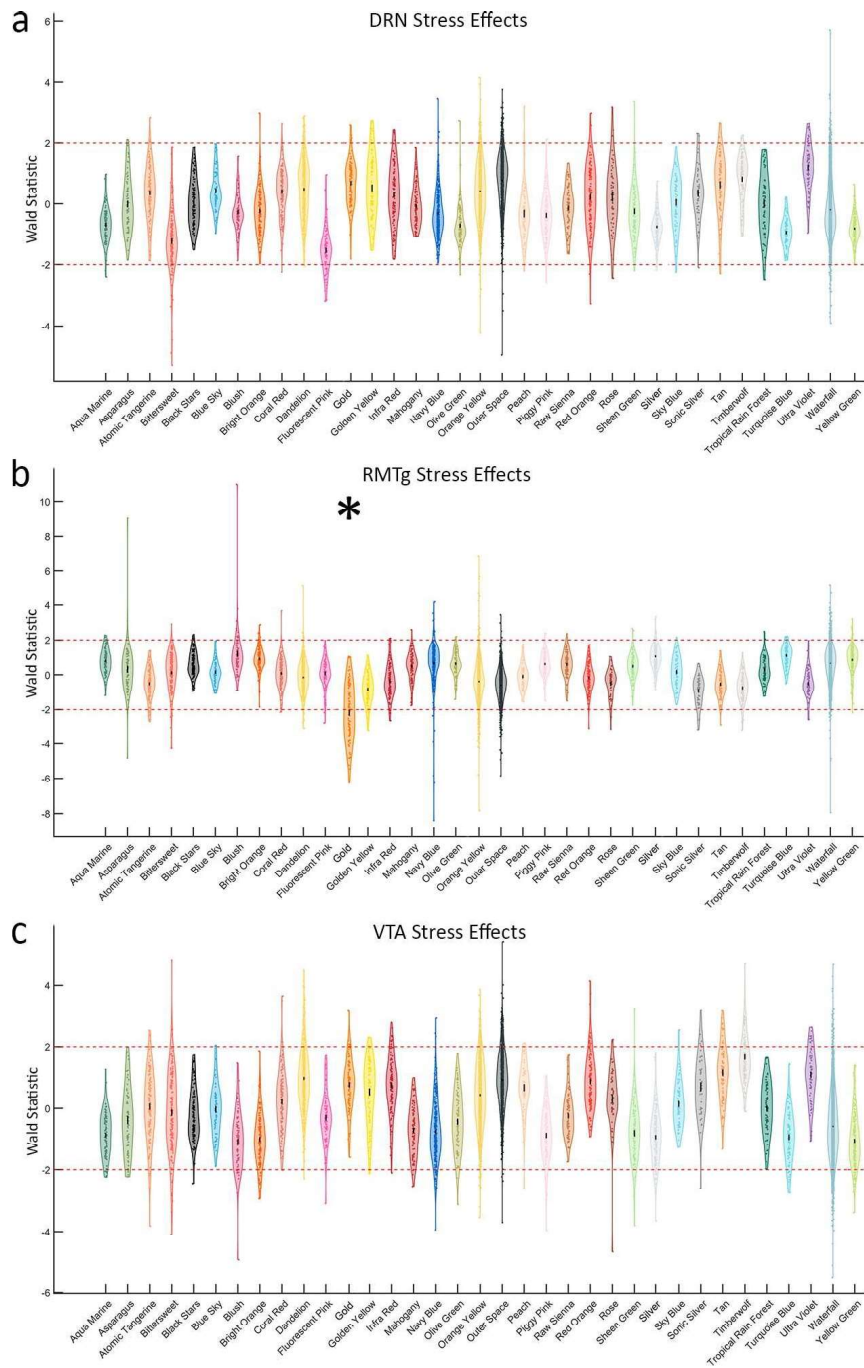 a
DRN Stress Effects
6
4
2
0
-2
-4
Wald Statistic
Aqua Marine
Asparagus
Atomic Tangerine
Bittersweet
Black Stars
Blue Sky
Blush
Bright Orange
Coral Red
Dandelion
Fluorescent Pink
Gold
Golden Yellow
Infra Red
Mahogany
Navy Blue
Olive Green
Orange Yellow
Outer Space
Peach
Piggy Pink
Raw Sienna
Red Orange
Rose
Sheen Green
Silver
Sky Blue
Sonic Silver
Tan
Timberwolf
Tropical Rain Forest
Turquoise Blue
Ultra Violet
Waterfall
Yellow Green
b
RMTg Stress Effects
*
10
8
6
4
2
0
-2
-4
-6
-8
Wald Statistic
Aqua Marine
Asparagus
Atomic Tangerine
Bittersweet
Black Stars
Blue Sky
Blush
Bright Orange
Coral Red
Dandelion
Fluorescent Pink
Gold
Golden Yellow
Infra Red
Mahogany
Navy Blue
Olive Green
Orange Yellow
Outer Space
Peach
Piggy Pink
Raw Sienna
Red Orange
Rose
Sheen Green
Silver
Sky Blue
Sonic Silver
Tan
Timberwolf
Tropical Rain Forest
Turquoise Blue
Ultra Violet
Waterfall
Yellow Green
c
VTA Stress Effects
4
2
0
-2
-4
-6
Wald Statistic
Aqua Marine
Asparagus
Atomic Tangerine
Bittersweet
Black Stars
Blue Sky
Blush
Bright Orange
Coral Red
Dandelion
Fluorescent Pink
Gold
Golden Yellow
Infra Red
Mahogany
Navy Blue
Olive Green
Orange Yellow
Outer Space
Peach
Piggy Pink
Raw Sienna
Red Orange
Rose
Sheen Green
Silver
Sky Blue
Sonic Silver
Tan
Timberwolf
Tropical Rain Forest
Turquoise Blue
Ultra Violet
Waterfall
Yellow Green